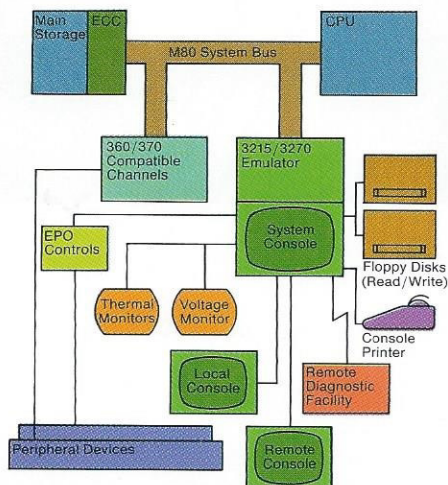 Main
Storage
ECC
CPU
M80 System Bus
360/370
Compatible
Channels
3215/3270
Emulator
System
Console
EPO
Controls
Floppy Disks
(Read/Write)
Thermal
Monitors
Voltage
Monitor
Console
Printer
Local
Console
Remote
Diagnostic
Facility
Peripheral Devices
Remote
Console